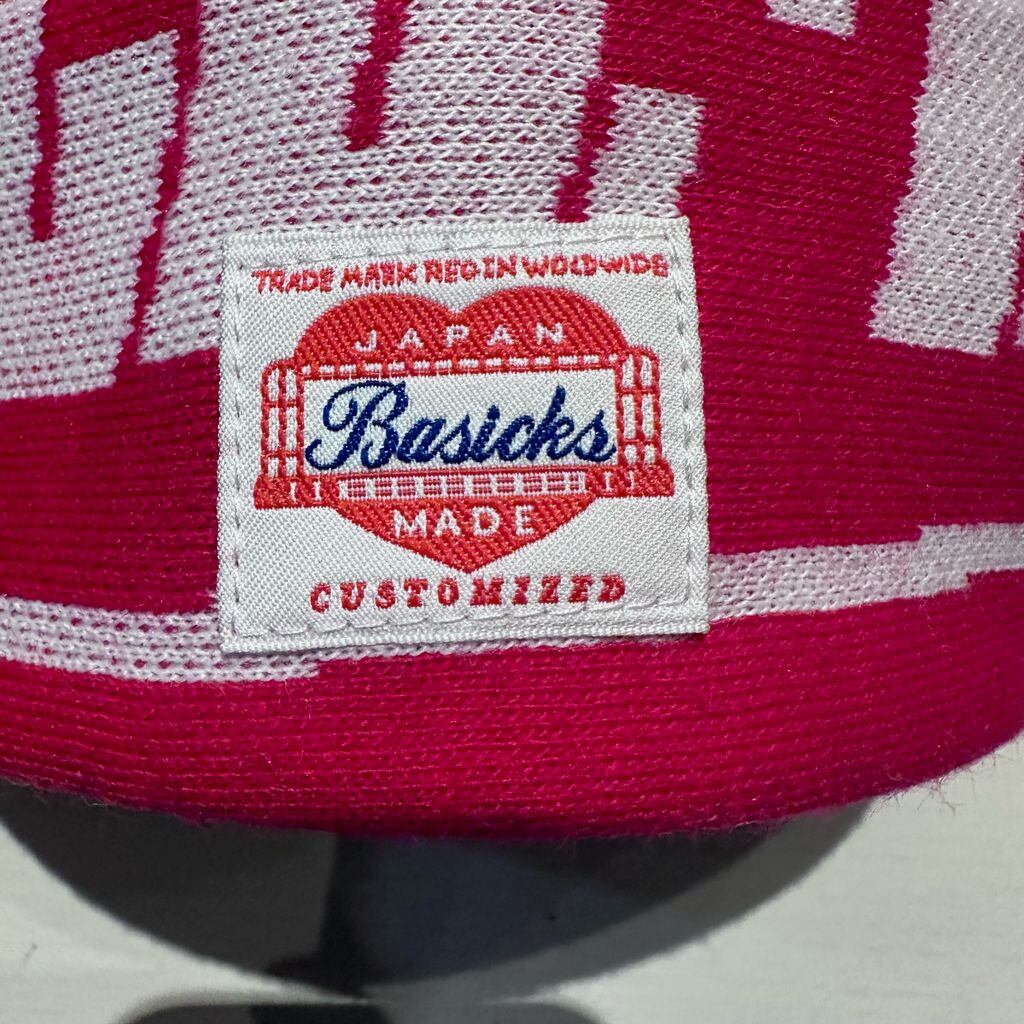 TRADE MARK REG IN WOLDWIDE
JAPAN
Basicks
MADE
CUSTOMIZED